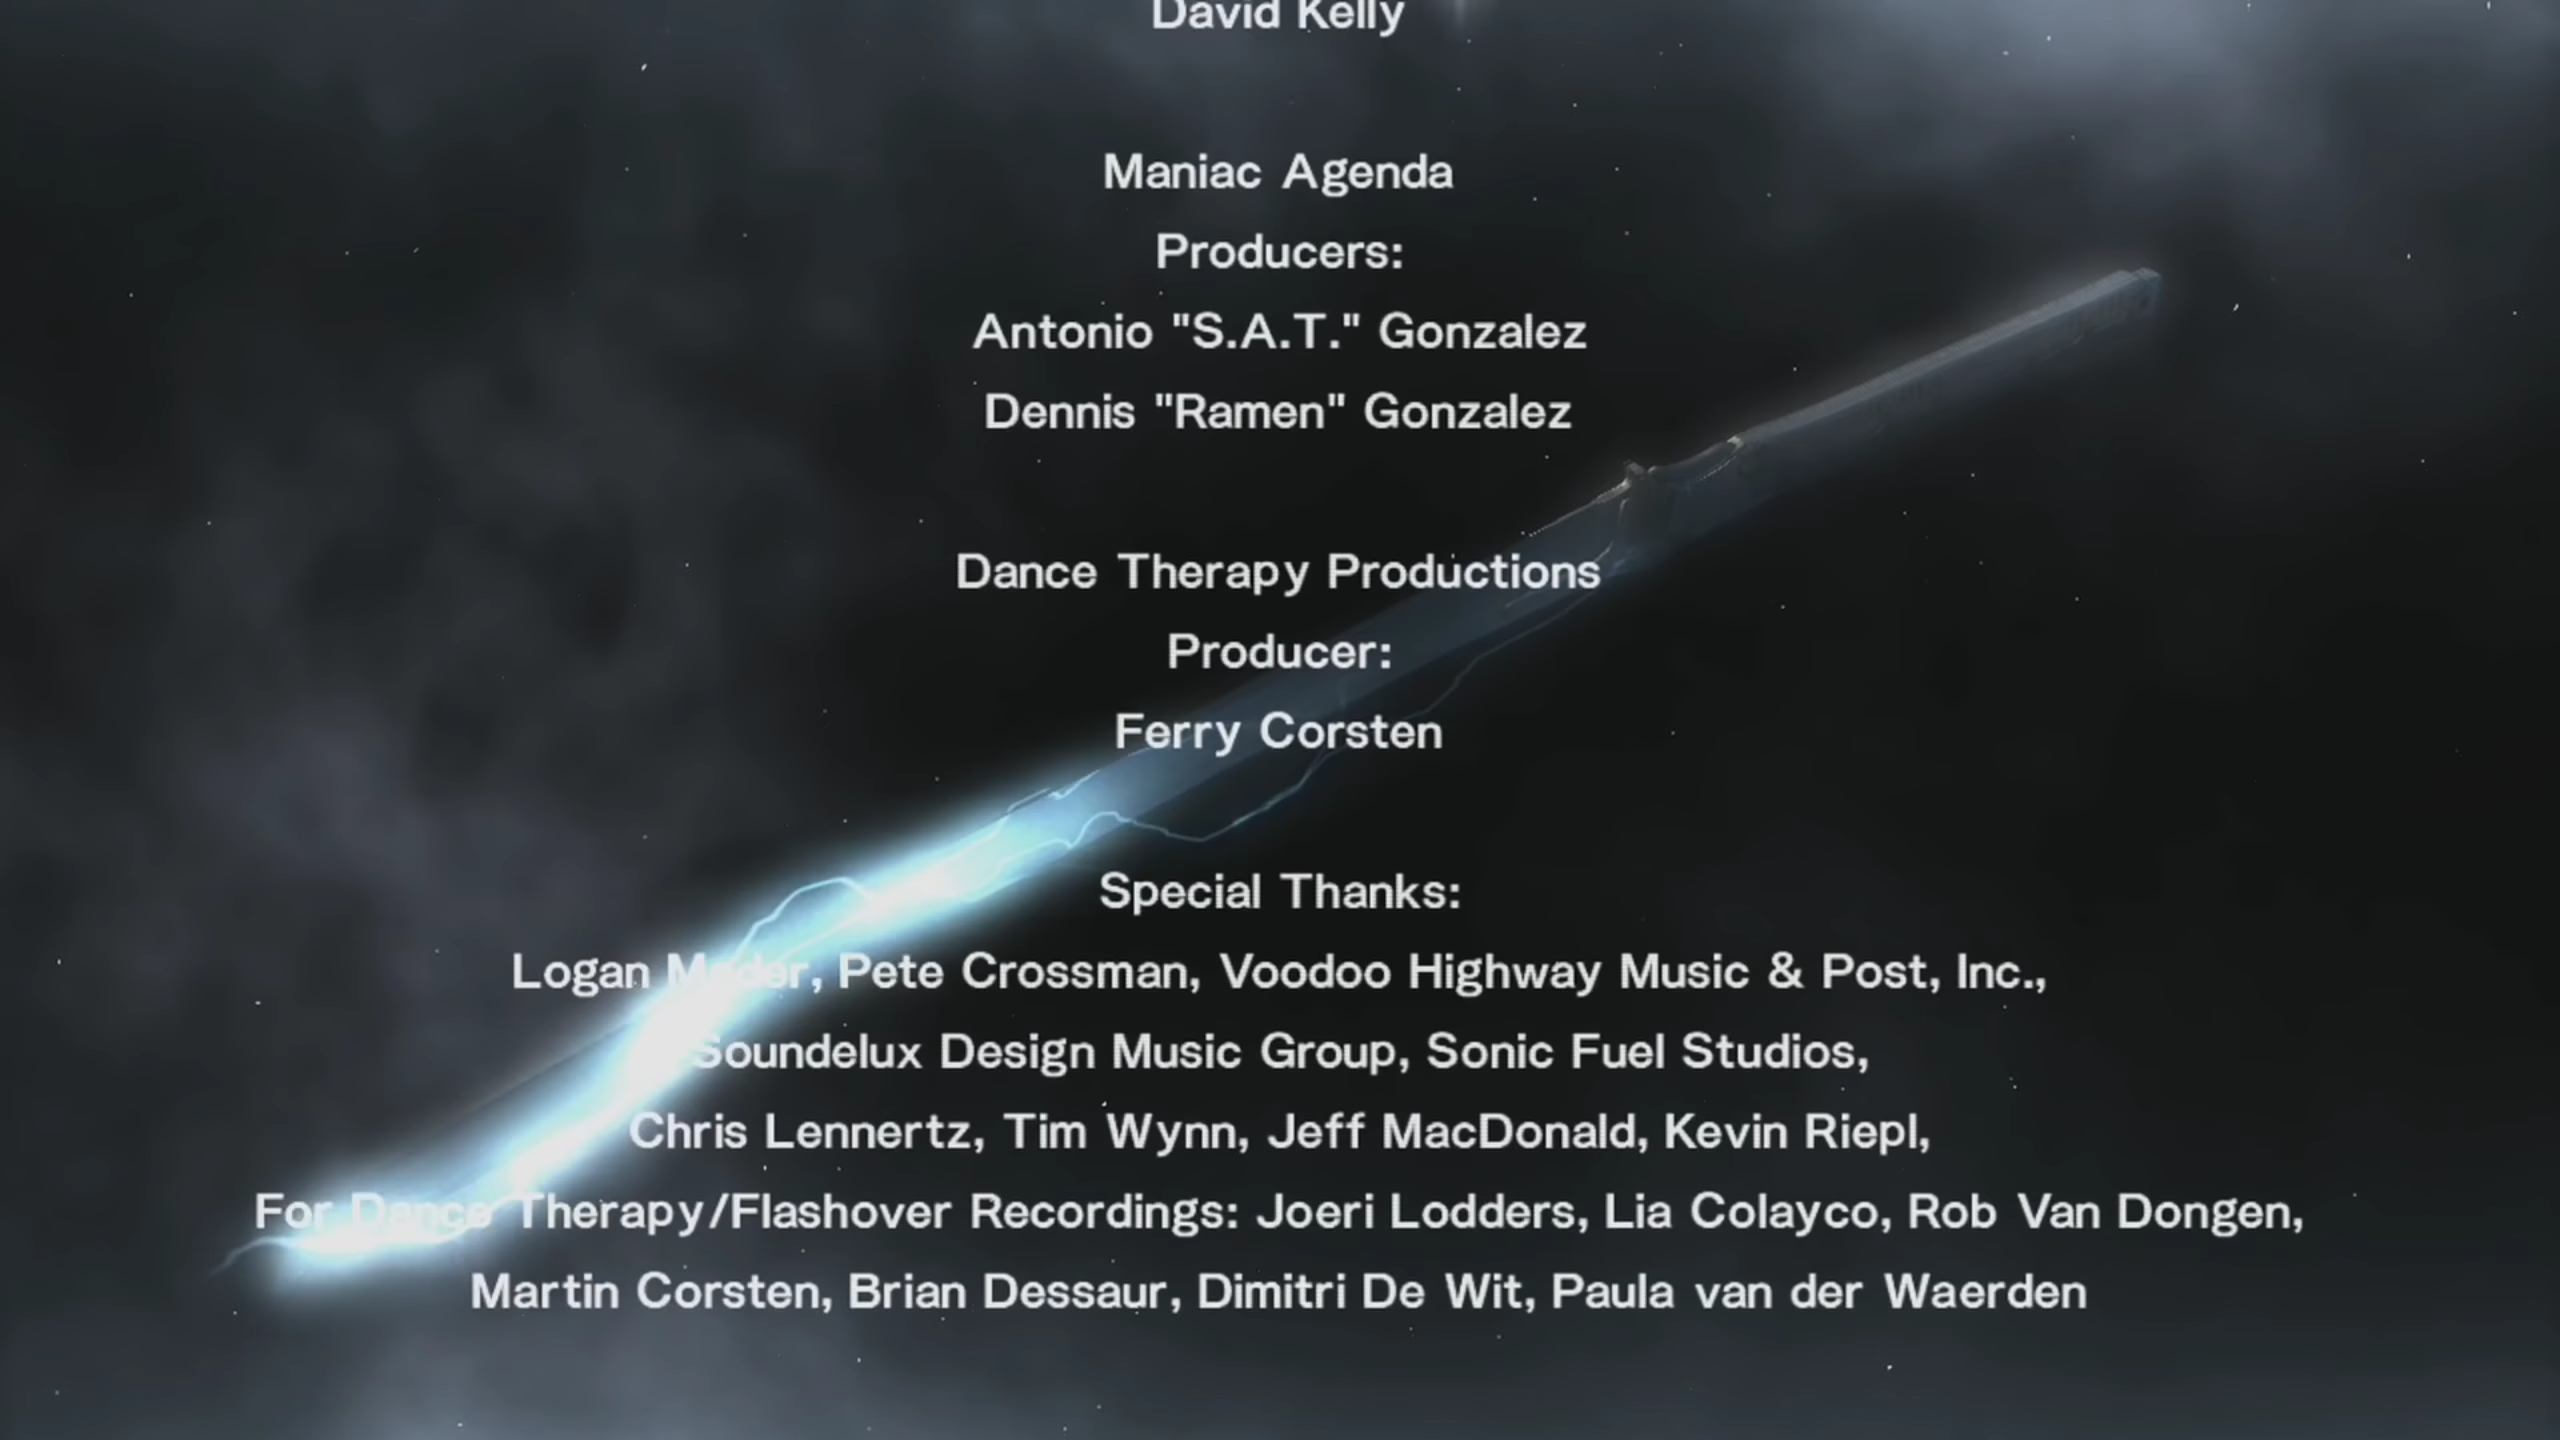 David Kelly
Maniac Agenda
Producers:
Antonio "S.A.T." Gonzalez
Dennis "Ramen" Gonzalez
Dance Therapy Productions
Producer:
Ferry Corsten
Special Thanks:
Logan Mader, Pete Crossman, Voodoo Highway Music & Post, Inc.,
Soundelux Design Music Group, Sonic Fuel Studios,
Chris Lennertz, Tim Wynn, Jeff MacDonald, Kevin Riepl,
For Dance Therapy/Flashover Recordings: Joeri Lodders, Lia Colayco, Rob Van Dongen,
Martin Corsten, Brian Dessaur, Dimitri De Wit, Paula van der Waerden